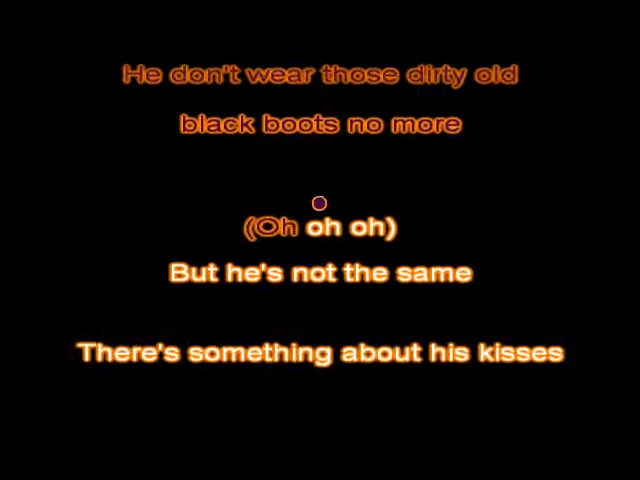 He don't wear those dirty old
black boots no more
(Oh oh oh)
But he's not the same
There's something about his kisses